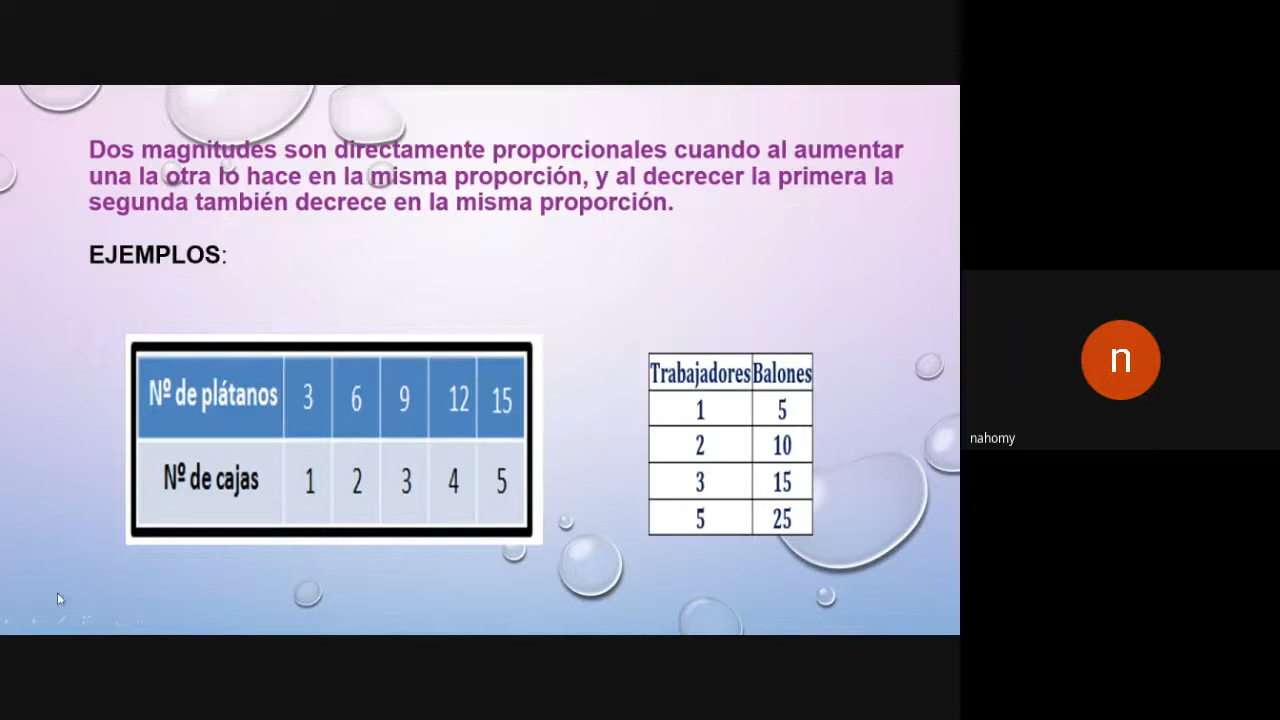 Dos magnitudes son directamente proporcionales cuando al aumentar
una la otra lo hace en la misma proporción, y al decrecer la primera la
segunda también decrece en la misma proporción.
EJEMPLOS:
Nº de plátanos 3 6 9 12 15
Nº de cajas 1 2 3 4 5
Trabajadores Balones
1 5
2 10
3 15
5 25
n
nahomy